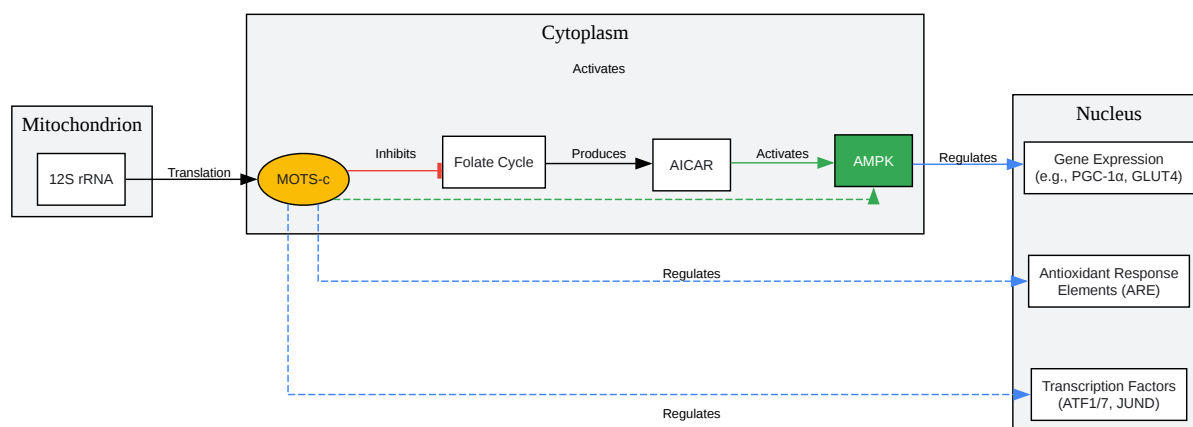 Cytoplasm
Activates
Mitochondrion
Nucleus
12S rRNA
Translation
MOTS-c
Inhibits
Folate Cycle
Produces
AICAR
Activates
AMPK
Regulates
Gene Expression
(e.g., PGC-1α, GLUT4)
Regulates
Antioxidant Response
Elements (ARE)
Regulates
Transcription Factors
(ATF1/7, JUND)